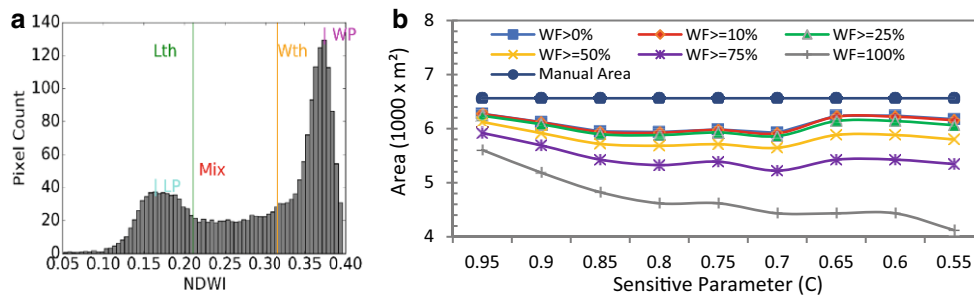 a
140
120
100
80
60
40
20
0
Pixel Count
Lth
Wth
WP
LLP
Mix
0.05 0.10 0.15 0.20 0.25 0.30 0.35 0.40
NDWI
b
8
7
6
5
4
Area (1000 x m²)
WF>0% WF>=10% WF>=25%
WF>=50% WF>=75% WF=100%
Manual Area
0.95 0.9 0.85 0.8 0.75 0.7 0.65 0.6 0.55
Sensitive Parameter (C)